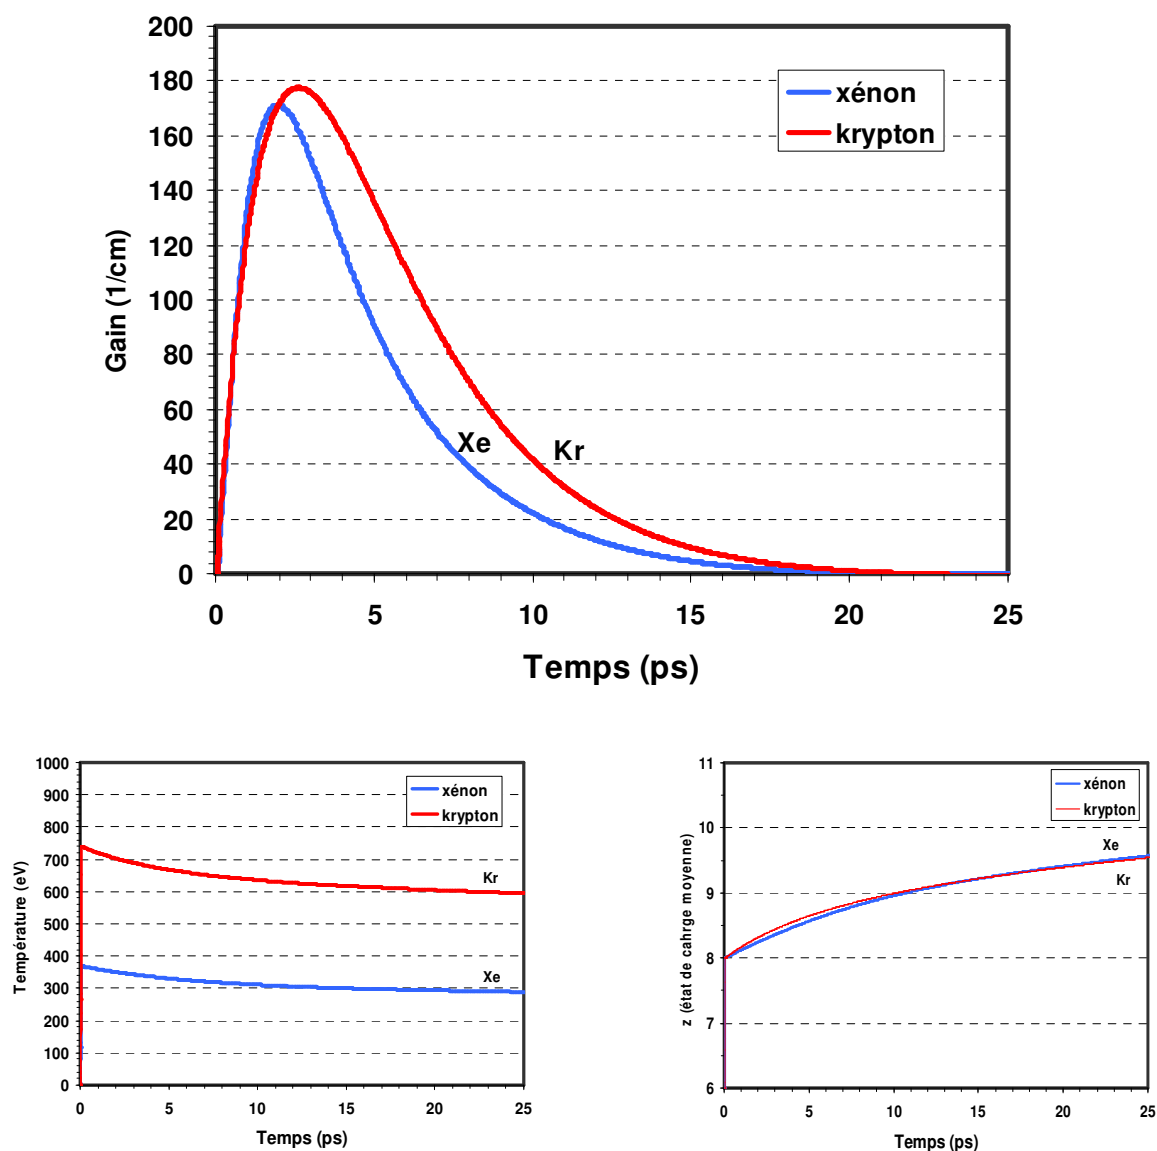 200
180
160
140
120
100
80
60
40
20
0
Gain (1/cm)
xénon
krypton
Xe
Kr
0 5 10 15 20 25
Temps (ps)
1000
900
800
700
600
500
400
300
200
100
0
Température (eV)
xénon
krypton
Kr
Xe
0 5 10 15 20 25
Temps (ps)
11
10
9
8
7
6
z (état de cahrge moyenne)
xénon
krypton
Xe
Kr
0 5 10 15 20 25
Temps (ps)